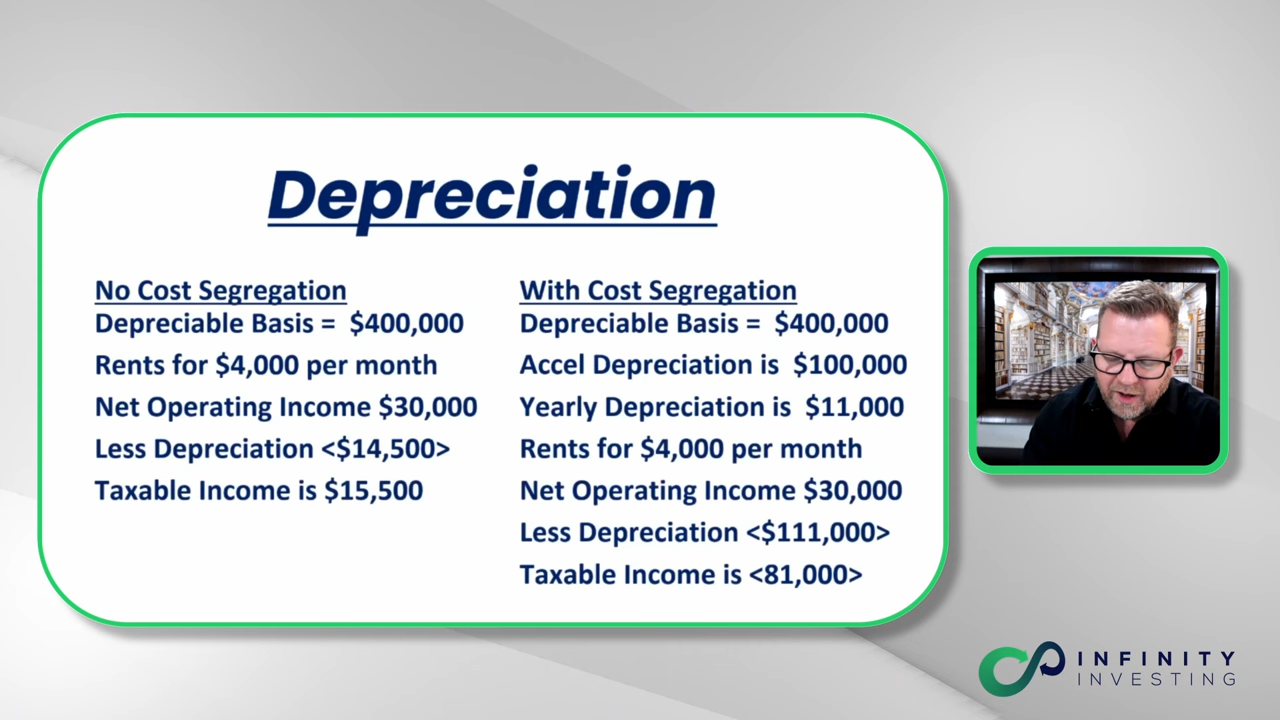 Depreciation
No Cost Segregation
Depreciable Basis = $400,000
Rents for $4,000 per month
Net Operating Income $30,000
Less Depreciation <$14,500>
Taxable Income is $15,500
With Cost Segregation
Depreciable Basis = $400,000
Accel Depreciation is $100,000
Yearly Depreciation is $11,000
Rents for $4,000 per month
Net Operating Income $30,000
Less Depreciation <$111,000>
Taxable Income is <81,000>
INFINITY
INVESTING